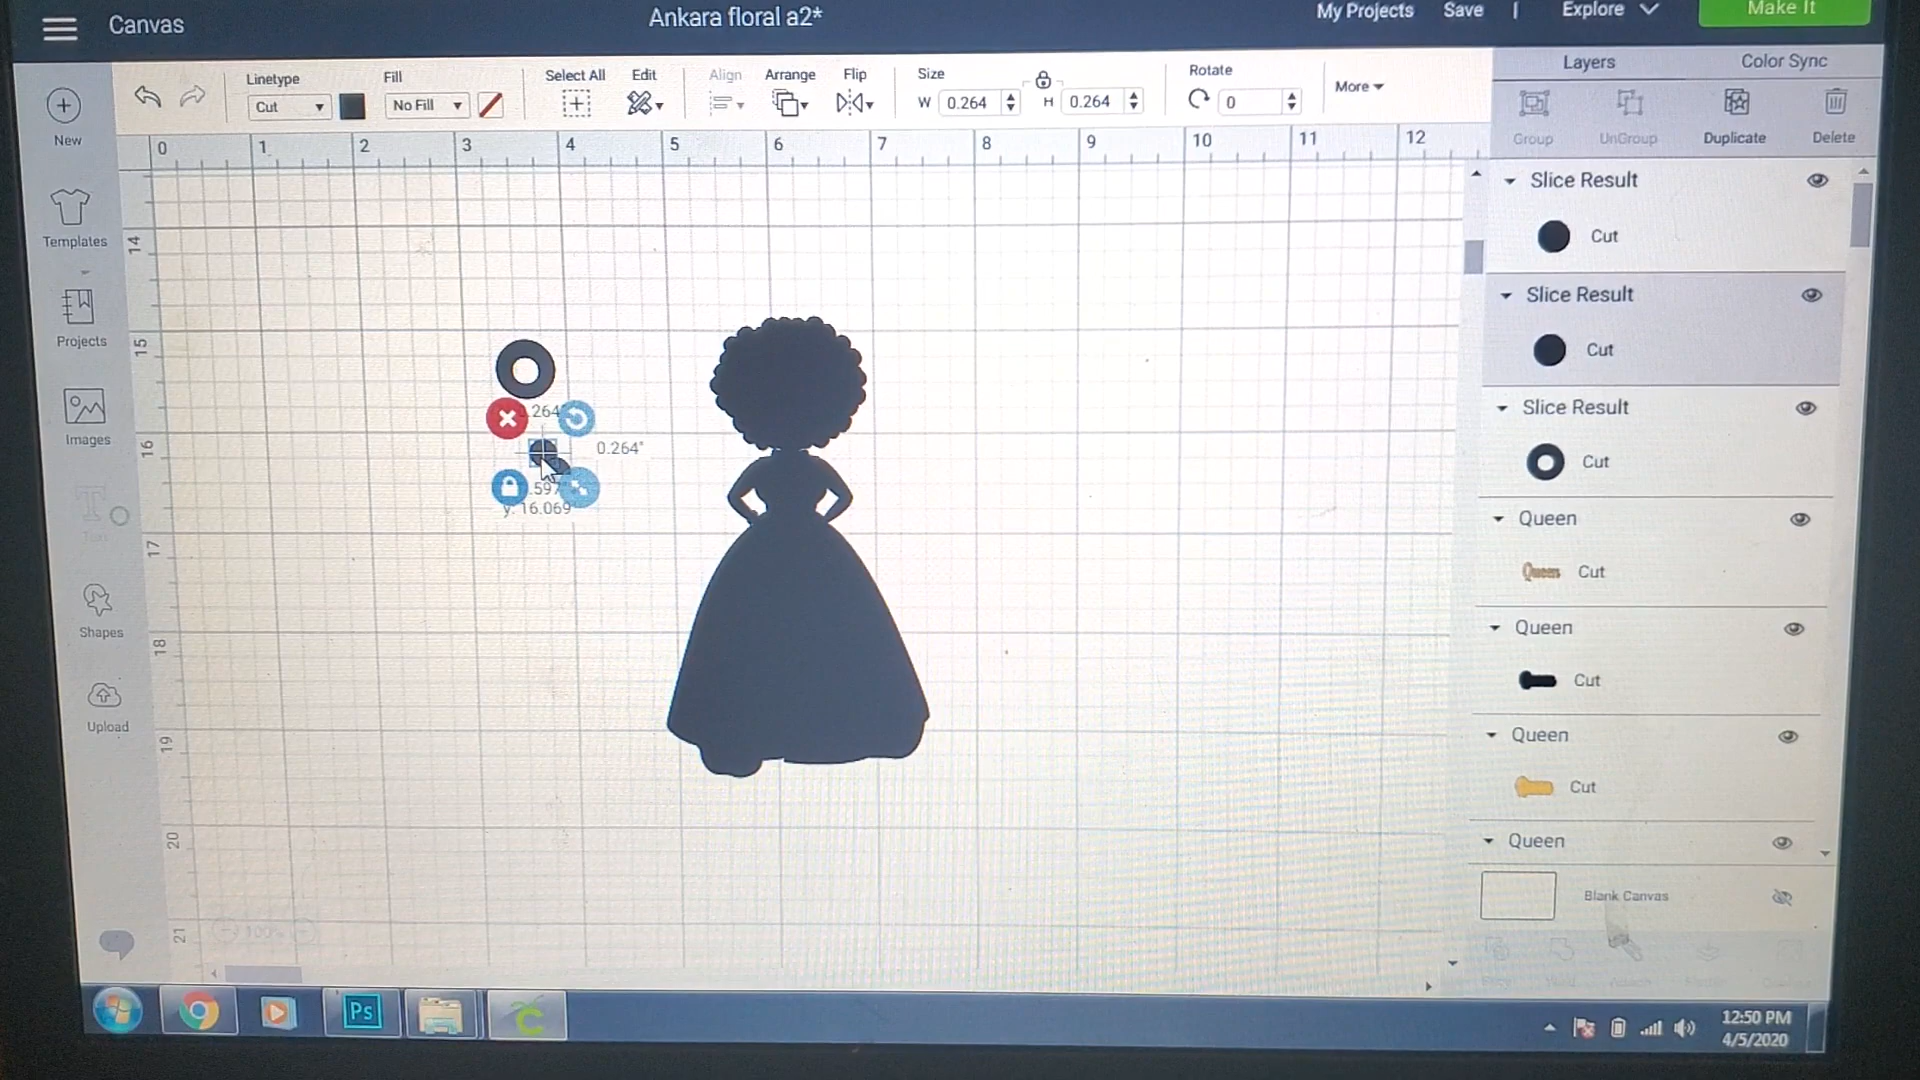 Canvas
Ankara floral a2*
My Projects Save | Explore Make It
Linetype
Cut
Fill
No Fill
Select All
Edit
Align
Arrange
Flip
Size
W 0.264
H 0.264
Rotate
0
More
Layers
Color Sync
Group
UnGroup
Duplicate
Delete
New
Templates
Projects
Images
Text
Shapes
Upload
0 1 2 3 4 5 6 7 8 9 10 11 12
14
15
16
17
18
19
20
21
0.264"
y: 16.069
Slice Result
Cut
Slice Result
Cut
Slice Result
Cut
Queen
Queen Cut
Queen
Cut
Queen
Cut
Queen
Blank Canvas
100%
Ps
12:50 PM
4/5/2020